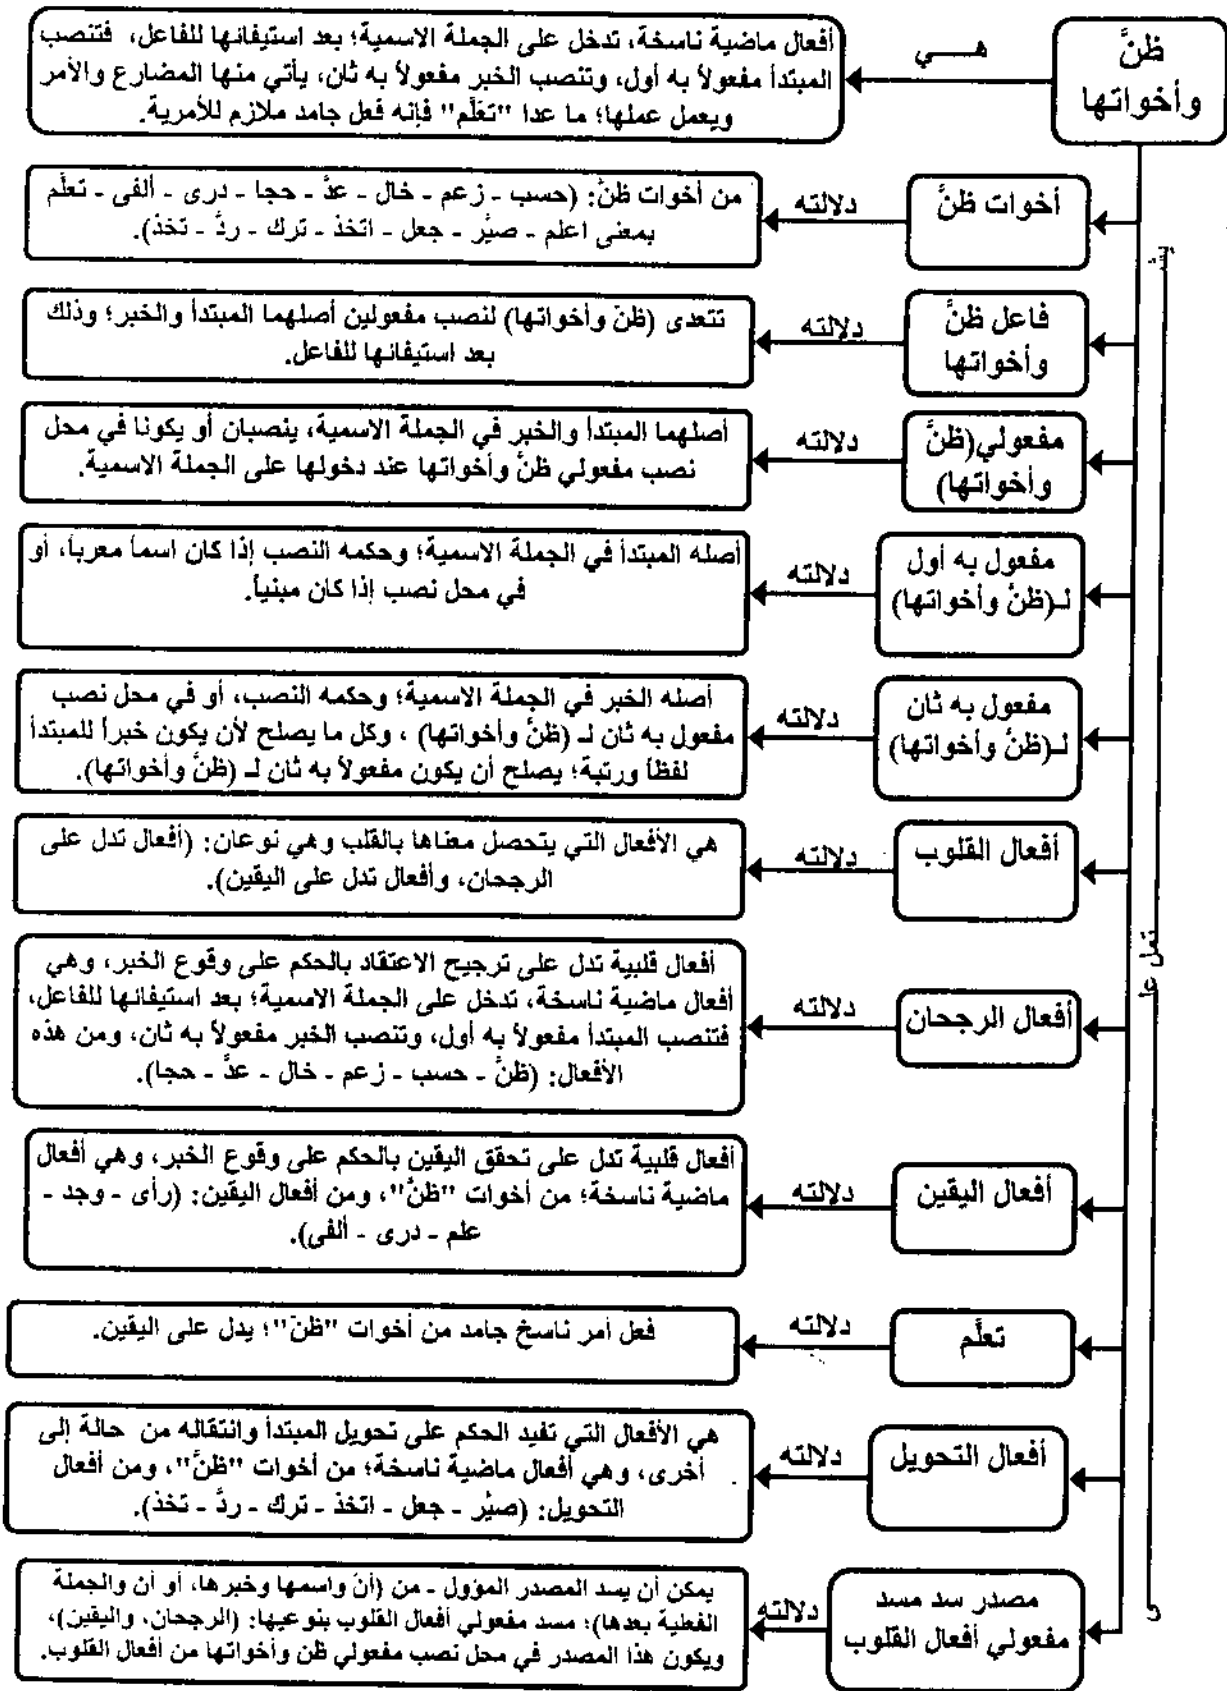 ظنَّ
وأخواتها
هـــي
أفعال ماضية ناسخة، تدخل على الجملة الاسمية؛ بعد استيفائها للفاعل، فتنصب
المبتدأ مفعولاً به أول، وتنصب الخبر مفعولاً به ثان، يأتي منها المضارع والأمر
ويعمل عملها؛ ما عدا "تعلَّم" فإنه فعل جامد ملازم للأمرية.
أخوات ظنَّ
دلالته
من أخوات ظنَّ: (حسب - زعم - خال - عدَّ - حجا - درى - ألفى - تعلَّم
بمعنى اعلم - صيَّر - جعل - اتخذ - ترك - ردَّ - تخذ).
فاعل ظنَّ
وأخواتها
دلالته
تتعدى (ظنَّ وأخواتها) لنصب مفعولين أصلهما المبتدأ والخبر؛ وذلك
بعد استيفائها للفاعل.
مفعولي(ظنَّ
وأخواتها)
دلالته
أصلهما المبتدأ والخبر في الجملة الاسمية، ينصبان أو يكونا في محل
نصب مفعولي ظنَّ وأخواتها عند دخولها على الجملة الاسمية.
مفعول به أول
لـ(ظنَّ وأخواتها)
دلالته
أصله المبتدأ في الجملة الاسمية؛ وحكمه النصب إذا كان اسماً معرباً، أو
في محل نصب إذا كان مبنياً.
مفعول به ثان
لـ(ظنَّ وأخواتها)
دلالته
أصله الخبر في الجملة الاسمية؛ وحكمه النصب، أو في محل نصب
مفعول به ثان لـ (ظنَّ وأخواتها) ، وكل ما يصلح لأن يكون خبراً للمبتدأ
لفظاً ورتبة؛ يصلح أن يكون مفعولاً به ثان لـ (ظنَّ وأخواتها).
أفعال القلوب
دلالته
هي الأفعال التي يتحصل معناها بالقلب وهي نوعان: (أفعال تدل على
الرجحان، وأفعال تدل على اليقين).
أفعال الرجحان
دلالته
أفعال قلبية تدل على ترجيح الاعتقاد بالحكم على وقوع الخبر، وهي
أفعال ماضية ناسخة، تدخل على الجملة الاسمية؛ بعد استيفائها للفاعل،
فتنصب المبتدأ مفعولاً به أول، وتنصب الخبر مفعولاً به ثان، ومن هذه
الأفعال: (ظنَّ - حسب - زعم - خال - عدَّ - حجا).
أفعال اليقين
دلالته
أفعال قلبية تدل على تحقق اليقين بالحكم على وقوع الخبر، وهي أفعال
ماضية ناسخة؛ من أخوات "ظنَّ"، ومن أفعال اليقين: (رأى - وجد -
علم - درى - ألفى).
تعلَّم
دلالته
فعل أمر ناسخ جامد من أخوات "ظنَّ"؛ يدل على اليقين.
أفعال التحويل
دلالته
هي الأفعال التي تفيد الحكم على تحويل المبتدأ وانتقاله من حالة إلى
أخرى، وهي أفعال ماضية ناسخة؛ من أخوات "ظنَّ"، ومن أفعال
التحويل: (صيَّر - جعل - اتخذ - ترك - ردَّ - تخذ).
مصدر سد مسد
مفعولي أفعال القلوب
دلالته
يمكن أن يسد المصدر المؤول - من (أنَّ واسمها وخبرها، أو أن والجملة
الفعلية بعدها)؛ مسد مفعولي أفعال القلوب بنوعيها: (الرجحان، واليقين)،
ويكون هذا المصدر في محل نصب مفعولي ظن وأخواتها من أفعال القلوب.